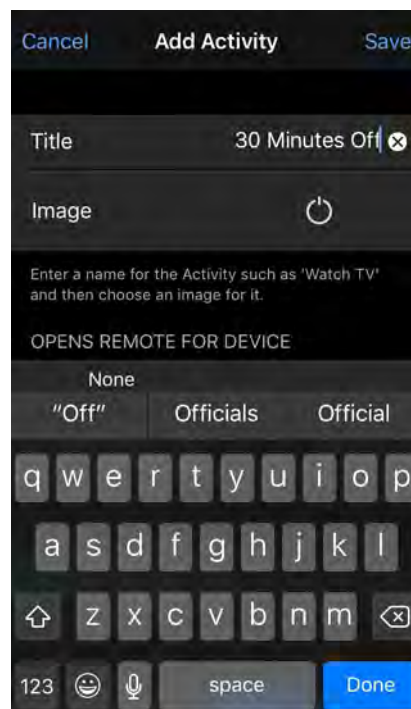 Cancel Add Activity Save
Title 30 Minutes Off
Image
Enter a name for the Activity such as 'Watch TV'
and then choose an image for it.
OPENS REMOTE FOR DEVICE
None
“Off” Officials Official
q w e r t y u i o p
a s d f g h j k l
z x c v b n m
123 space Done